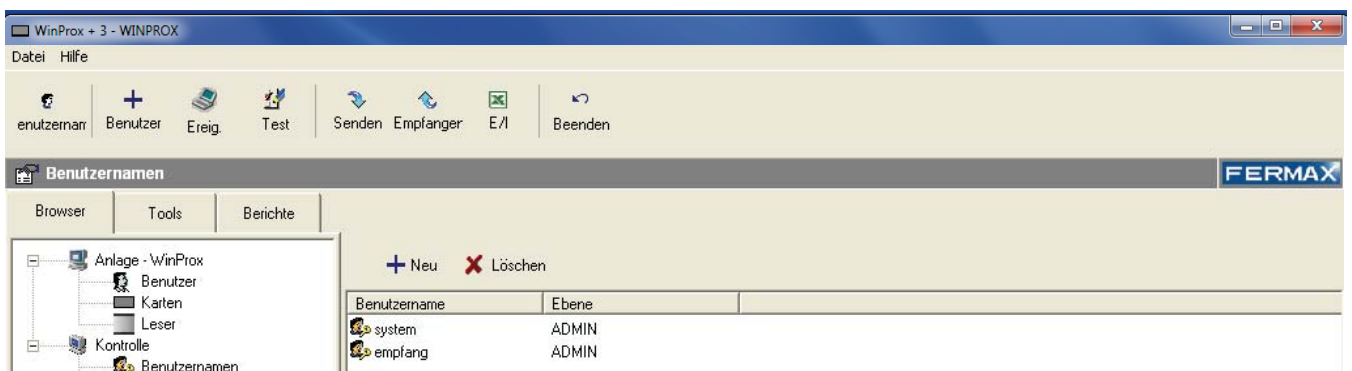 WinProx + 3 - WINPROX
Datei Hilfe
enutzernam Benutzer Ereig. Test Senden Empfanger E/I Beenden
Benutzernamen FERMAX
Browser Tools Berichte
Anlage - WinProx
Neu Löschen
Benutzer
Karten
Benutzername Ebene
Leser
system ADMIN
Kontrolle
empfang ADMIN
Benutzernamen